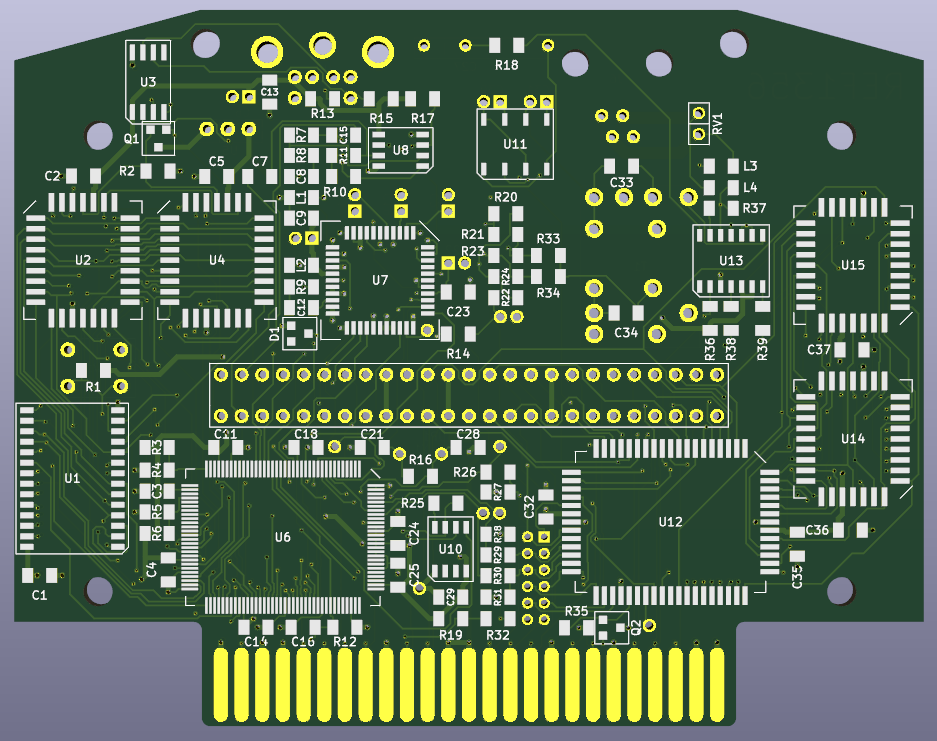 R18
U3
C13
R13
R15
R17
RV1
Q1
R7
C15
U11
R8
R11
U8
R2
C2
C5
C7
C8
R10
C33
L3
L4
L1
R20
R37
C9
R21
U2
U4
R23
R33
U13
U15
L2
U7
R24
R9
R34
R22
C12
C23
C34
D1
R14
R36
R38
R39
C37
R1
C11
C18
C21
C28
U14
R3
R16
R26
R4
U1
C3
R27
R25
C32
R5
U12
R6
U6
C24
R28
C36
U10
R29
C4
C25
R30
C35
C1
C29
R31
R35
Q2
C14
C16
R12
R19
R32